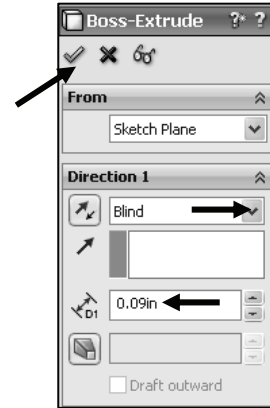 Boss-Extrude ?* ?
From
Sketch Plane
Direction 1
Blind
D1 0.09in
Draft outward